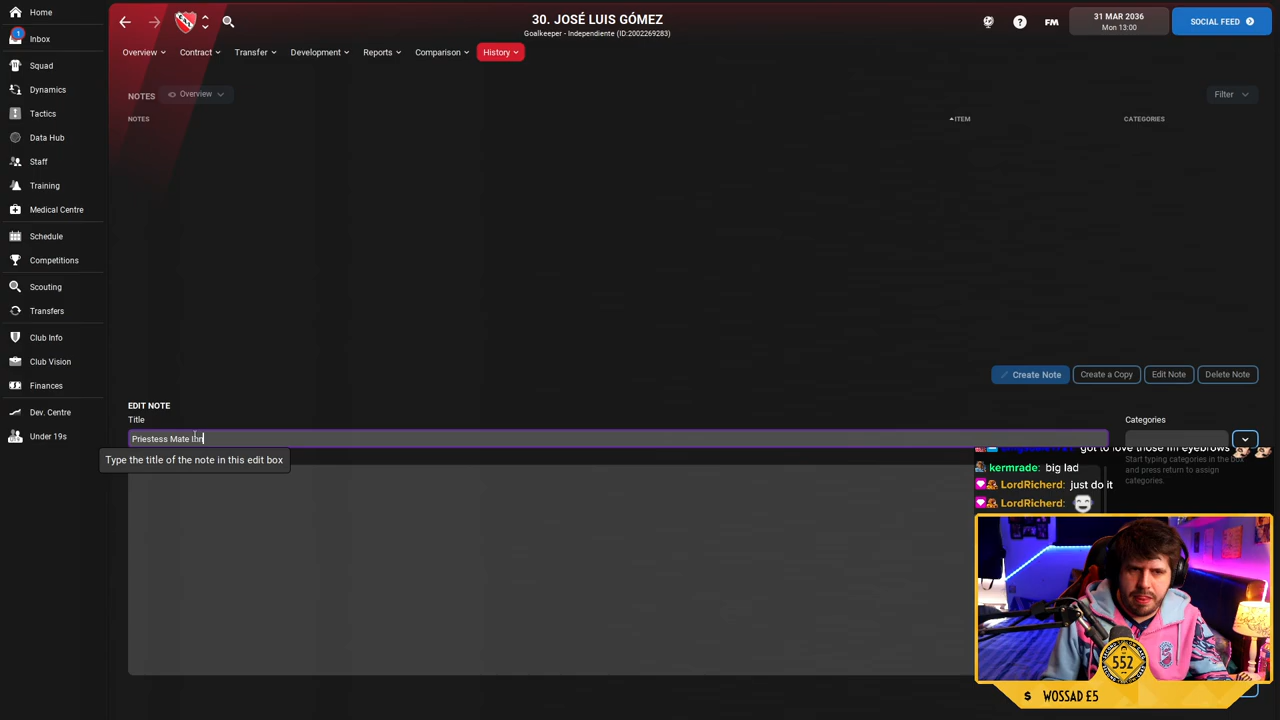 Home
30. JOSÉ LUIS GÓMEZ
Goalkeeper - Independiente (ID:2002269283)
FM
31 MAR 2036
Mon 13:00
SOCIAL FEED
1
Inbox
Overview
Contract
Transfer
Development
Reports
Comparison
History
Squad
Dynamics
Tactics
Data Hub
Staff
Training
Medical Centre
Schedule
Competitions
Scouting
Transfers
Club Info
Club Vision
Finances
Dev. Centre
Under 19s
NOTES
Overview
Filter
NOTES
ITEM
CATEGORIES
Create Note
Create a Copy
Edit Note
Delete Note
EDIT NOTE
Title
Categories
Priestess Mate
Type the title of the note in this edit box
Start typing categories in the box
and press return to assign
categories.
got to love those fm eyebrows
kermrade: big lad
LordRicherd: just do it
LordRicherd:
552
$ WOSSAD £5